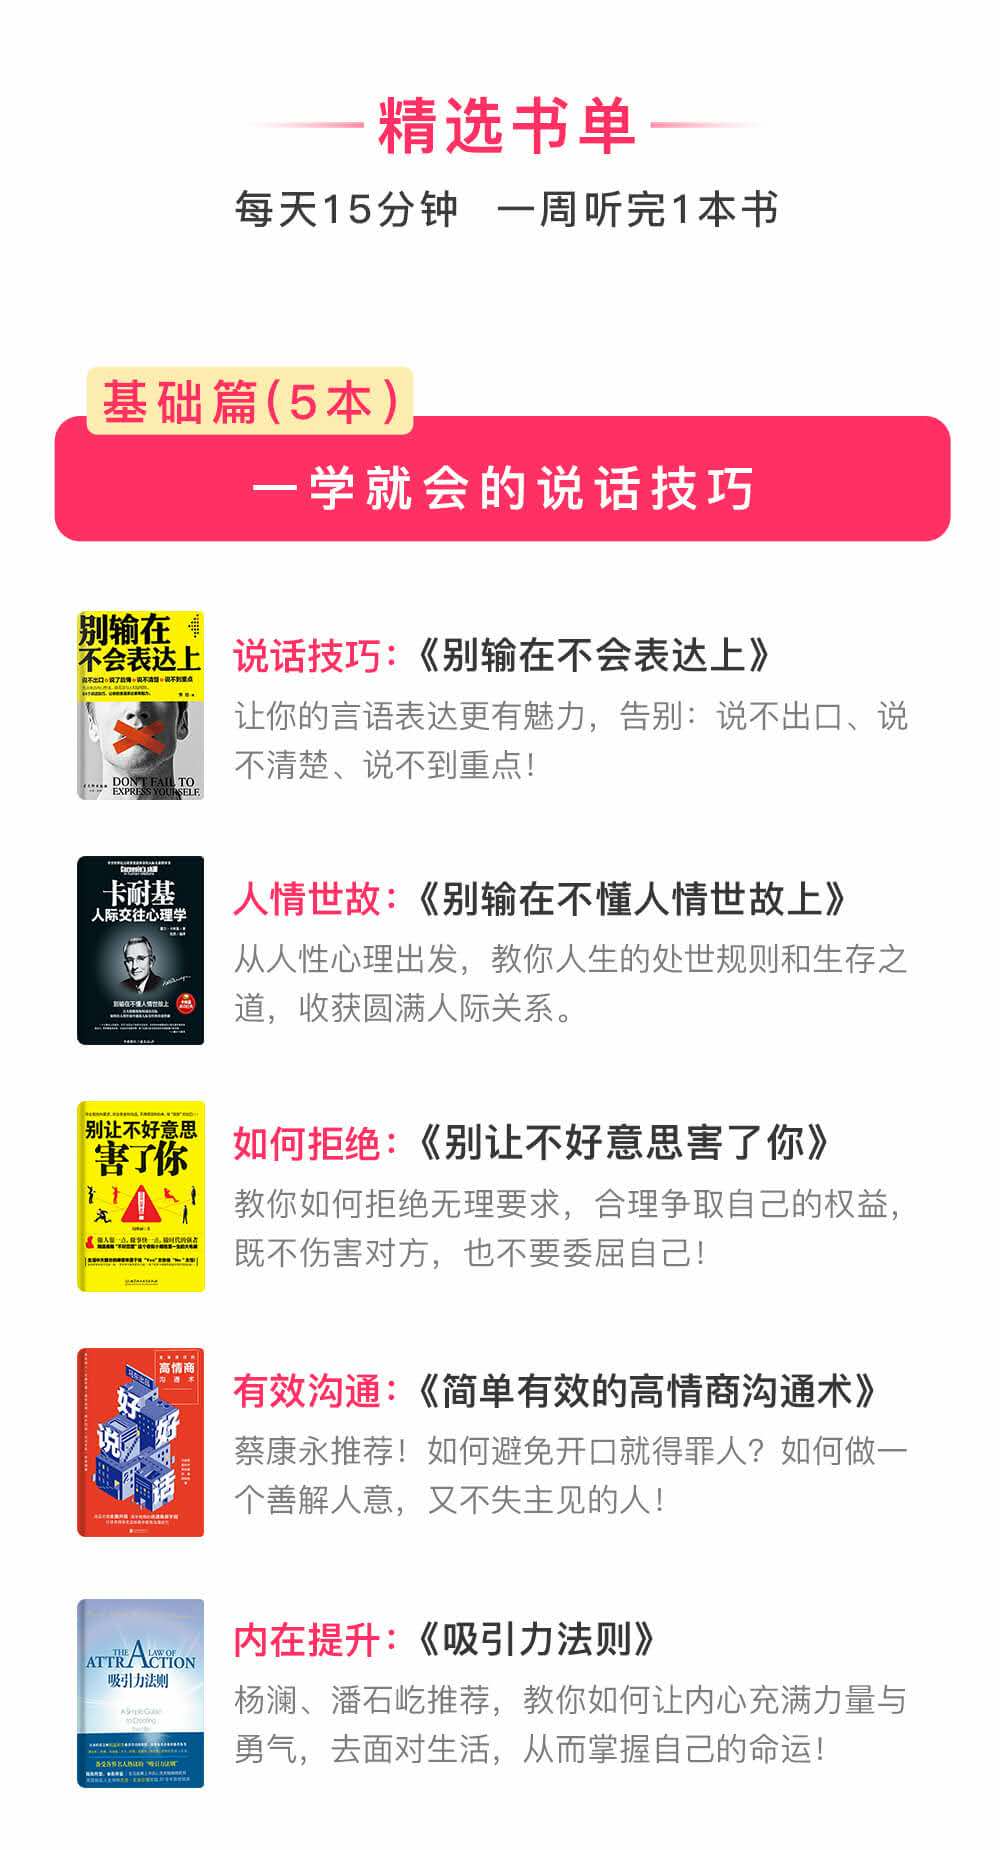 精选书单
每天15分钟 一周听完1本书
基础篇(5本)
一学就会的说话技巧
别输在
不会表达上
说不出口 说了后悔 说不清楚 说不到重点
DON'T FAIL TO
EXPRESS YOURSELF
说话技巧：《别输在不会表达上》
让你的言语表达更有魅力，告别：说不出口、说
不清楚、说不到重点！
卡耐基
人际交往心理学
别输在不懂人情世故上
人情世故：《别输在不懂人情世故上》
从人性心理出发，教你人生的处世规则和生存之
道，收获圆满人际关系。
别让不好意思
害了你
如何拒绝：《别让不好意思害了你》
教你如何拒绝无理要求，合理争取自己的权益，
既不伤害对方，也不要委屈自己！
高情商
沟通术
好好
说话
有效沟通：《简单有效的高情商沟通术》
蔡康永推荐！如何避免开口就得罪人？如何做一
个善解人意，又不失主见的人！
THE LAW OF
ATTRACTION
吸引力法则
A Simple Guide
to Creating
内在提升：《吸引力法则》
杨澜、潘石屹推荐，教你如何让内心充满力量与
勇气，去面对生活，从而掌握自己的命运！